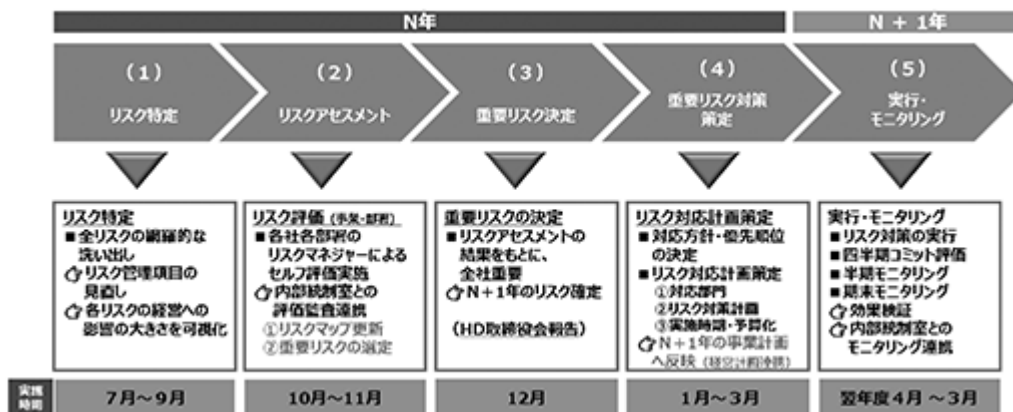 N年
N + 1年
(1)
リスク特定
(2)
リスクアセスメント
(3)
重要リスク決定
(4)
重要リスク対策
策定
(5)
実行・
モニタリング
リスク特定
■全リスクの網羅的な
洗い出し
☞リスク管理項目の
見直し
☞各リスクの経営への
影響の大きさを可視化
リスク評価(事業・部署)
■各社各部署の
リスクマネジャーによる
セルフ評価実施
☞内部統制室との
評価監査連携
①リスクマップ更新
②重要リスクの選定
重要リスクの決定
■リスクアセスメントの
結果をもとに、
全社重要
☞N+1年のリスク確定
(HD取締役会報告)
リスク対応計画策定
■対応方針・優先順位
の決定
■リスク対応計画策定
①対応部門
②リスク対策計画
③実施時期・予算化
☞N+1年の事業計画
へ反映(経営計画連携)
実行・モニタリング
■リスク対策の実行
■四半期コミット評価
■半期モニタリング
■期末モニタリング
☞効果検証
☞内部統制室との
モニタリング連携
実施
時期
7月～9月
10月～11月
12月
1月～3月
翌年度4月～3月